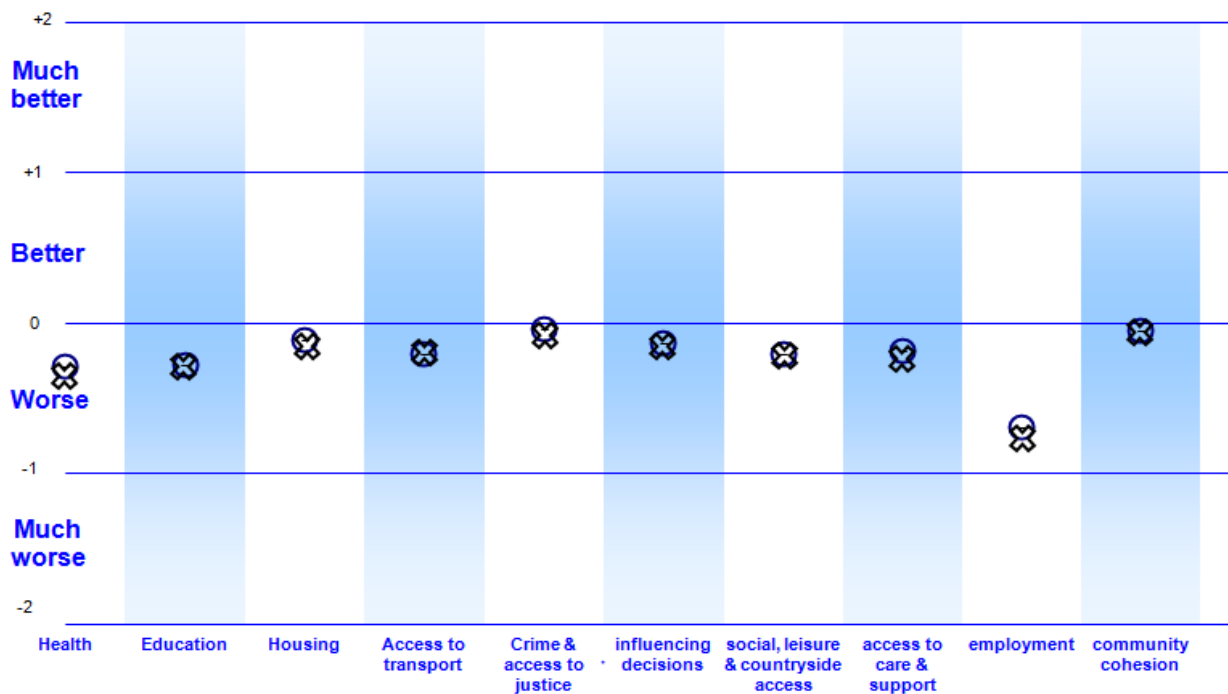 +2
Much
better
+1
Better
0
Worse
-1
Much
worse
-2
Health
Education
Housing
Access to
transport
Crime &
access to
justice
influencing
decisions
social, leisure
& countryside
access
access to
care &
support
employment
community
cohesion